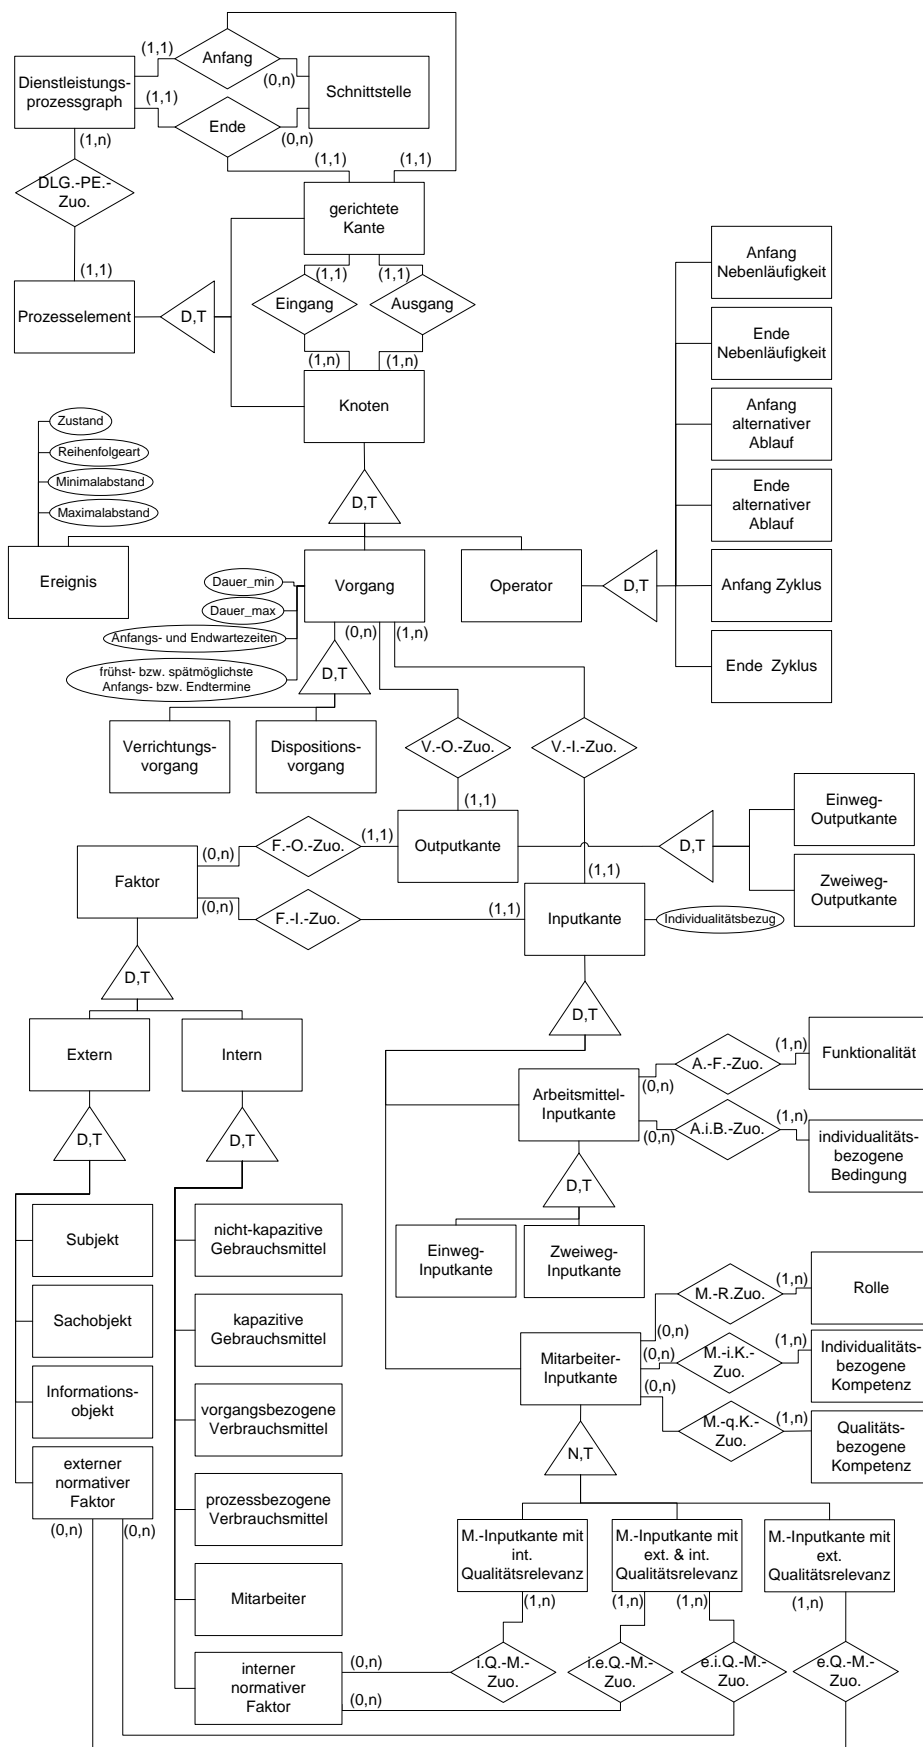 (1,1)
Anfang
(0,n)
Dienstleistungs-
prozessgraph
Schnittstelle
(1,1)
Ende
(0,n)
(1,n)
(1,1)
(1,1)
DLG.-PE.-
Zuo.
gerichtete
Kante
(1,1)
(1,1)
(1,1)
Prozesselement
D,T
Eingang
Ausgang
(1,n)
(1,n)
Knoten
Anfang
Nebenläufigkeit
Ende
Nebenläufigkeit
Anfang
alternativer
Ablauf
Ende
alternativer
Ablauf
Anfang Zyklus
Ende Zyklus
Zustand
Reihenfolgeart
Minimalabstand
Maximalabstand
D,T
Ereignis
Vorgang
Operator
D,T
Dauer_min
Dauer_max
Anfangs- und Endwartezeiten
frühst- bzw. spätmöglichste
Anfangs- bzw. Endtermine
(0,n)
(1,n)
D,T
Verrichtungs-
vorgang
Dispositions-
vorgang
V.-O.-Zuo.
V.-I.-Zuo.
(1,1)
Einweg-
Outputkante
Zweiweg-
Outputkante
D,T
Outputkante
(1,1)
F.-O.-Zuo.
(0,n)
Faktor
(0,n)
F.-I.-Zuo.
(1,1)
(1,1)
Inputkante
Individualitätsbezug
D,T
D,T
Extern
Intern
D,T
D,T
Arbeitsmittel-
Inputkante
(0,n)
A.-F.-Zuo.
(1,n)
Funktionalität
(0,n)
A.i.B.-Zuo.
(1,n)
individualitäts-
bezogene
Bedingung
D,T
Einweg-
Inputkante
Zweiweg-
Inputkante
Subjekt
Sachobjekt
Informations-
objekt
externer
normativer
Faktor
(0,n)
(0,n)
nicht-kapazitive
Gebrauchsmittel
kapazitive
Gebrauchsmittel
vorgangsbezogene
Verbrauchsmittel
prozessbezogene
Verbrauchsmittel
Mitarbeiter
interner
normativer
Faktor
(0,n)
(0,n)
Mitarbeiter-
Inputkante
(0,n)
M.-R.Zuo.
(1,n)
Rolle
(0,n)
M.-i.K.-
Zuo.
(1,n)
Individualitäts-
bezogene
Kompetenz
(0,n)
M.-q.K.-
Zuo.
(1,n)
Qualitäts-
bezogene
Kompetenz
N,T
M.-Inputkante mit
int.
Qualitätsrelevanz
M.-Inputkante mit
ext. & int.
Qualitätsrelevanz
M.-Inputkante mit
ext.
Qualitätsrelevanz
(1,n)
(1,n)
(1,n)
(1,n)
i.Q.-M.-
Zuo.
i.e.Q.-M.-
Zuo.
e.i.Q.-M.-
Zuo.
e.Q.-M.-
Zuo.